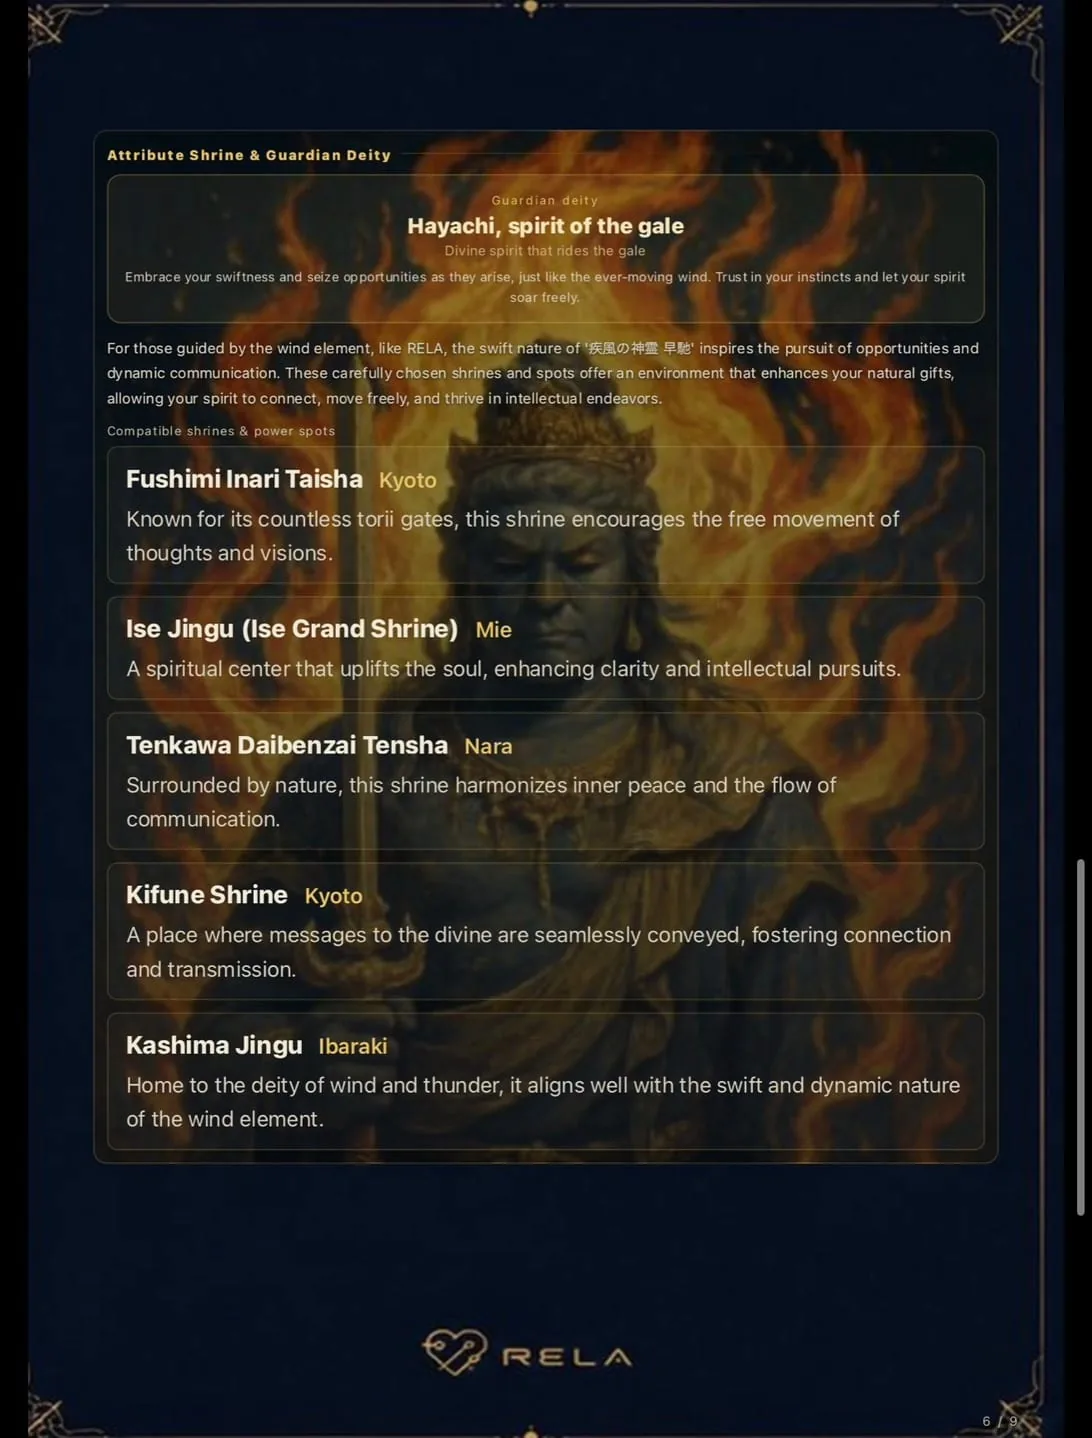 Attribute Shrine & Guardian Deity
Guardian deity
Hayachi, spirit of the gale
Divine spirit that rides the gale
Embrace your swiftness and seize opportunities as they arise, just like the ever-moving wind. Trust in your instincts and let your spirit
soar freely.
For those guided by the wind element, like RELA, the swift nature of '疾風の神霊 早馳' inspires the pursuit of opportunities and
dynamic communication. These carefully chosen shrines and spots offer an environment that enhances your natural gifts,
allowing your spirit to connect, move freely, and thrive in intellectual endeavors.
Compatible shrines & power spots
Fushimi Inari Taisha Kyoto
Known for its countless torii gates, this shrine encourages the free movement of
thoughts and visions.
Ise Jingu (Ise Grand Shrine) Mie
A spiritual center that uplifts the soul, enhancing clarity and intellectual pursuits.
Tenkawa Daibenzai Tensha Nara
Surrounded by nature, this shrine harmonizes inner peace and the flow of
communication.
Kifune Shrine Kyoto
A place where messages to the divine are seamlessly conveyed, fostering connection
and transmission.
Kashima Jingu Ibaraki
Home to the deity of wind and thunder, it aligns well with the swift and dynamic nature
of the wind element.
RELA
6 / 9